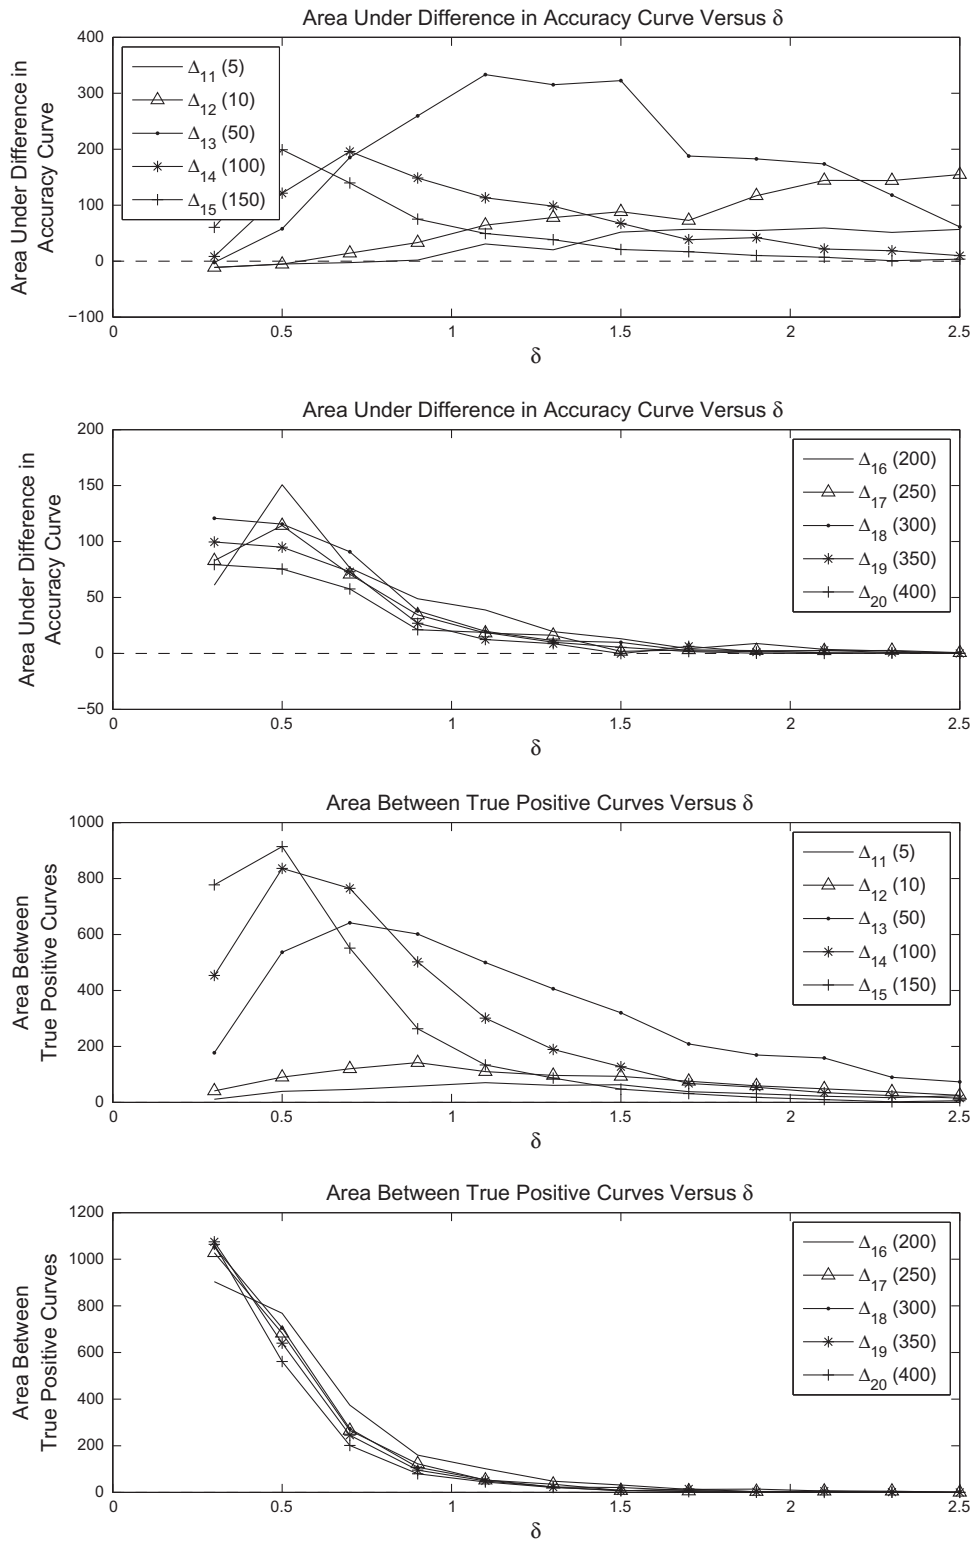 Area Under Difference in Accuracy Curve Versus δ
Area Under Difference in
Accuracy Curve
400
300
200
100
0
−100
Δ11 (5)
Δ12 (10)
Δ13 (50)
Δ14 (100)
Δ15 (150)
0 0.5 1 1.5 2 2.5
δ
Area Under Difference in Accuracy Curve Versus δ
Area Under Difference in
Accuracy Curve
200
150
100
50
0
−50
Δ16 (200)
Δ17 (250)
Δ18 (300)
Δ19 (350)
Δ20 (400)
0 0.5 1 1.5 2 2.5
δ
Area Between True Positive Curves Versus δ
Area Between
True Positive Curves
1000
800
600
400
200
0
Δ11 (5)
Δ12 (10)
Δ13 (50)
Δ14 (100)
Δ15 (150)
0 0.5 1 1.5 2 2.5
δ
Area Between True Positive Curves Versus δ
Area Between
True Positive Curves
1200
1000
800
600
400
200
0
Δ16 (200)
Δ17 (250)
Δ18 (300)
Δ19 (350)
Δ20 (400)
0 0.5 1 1.5 2 2.5
δ